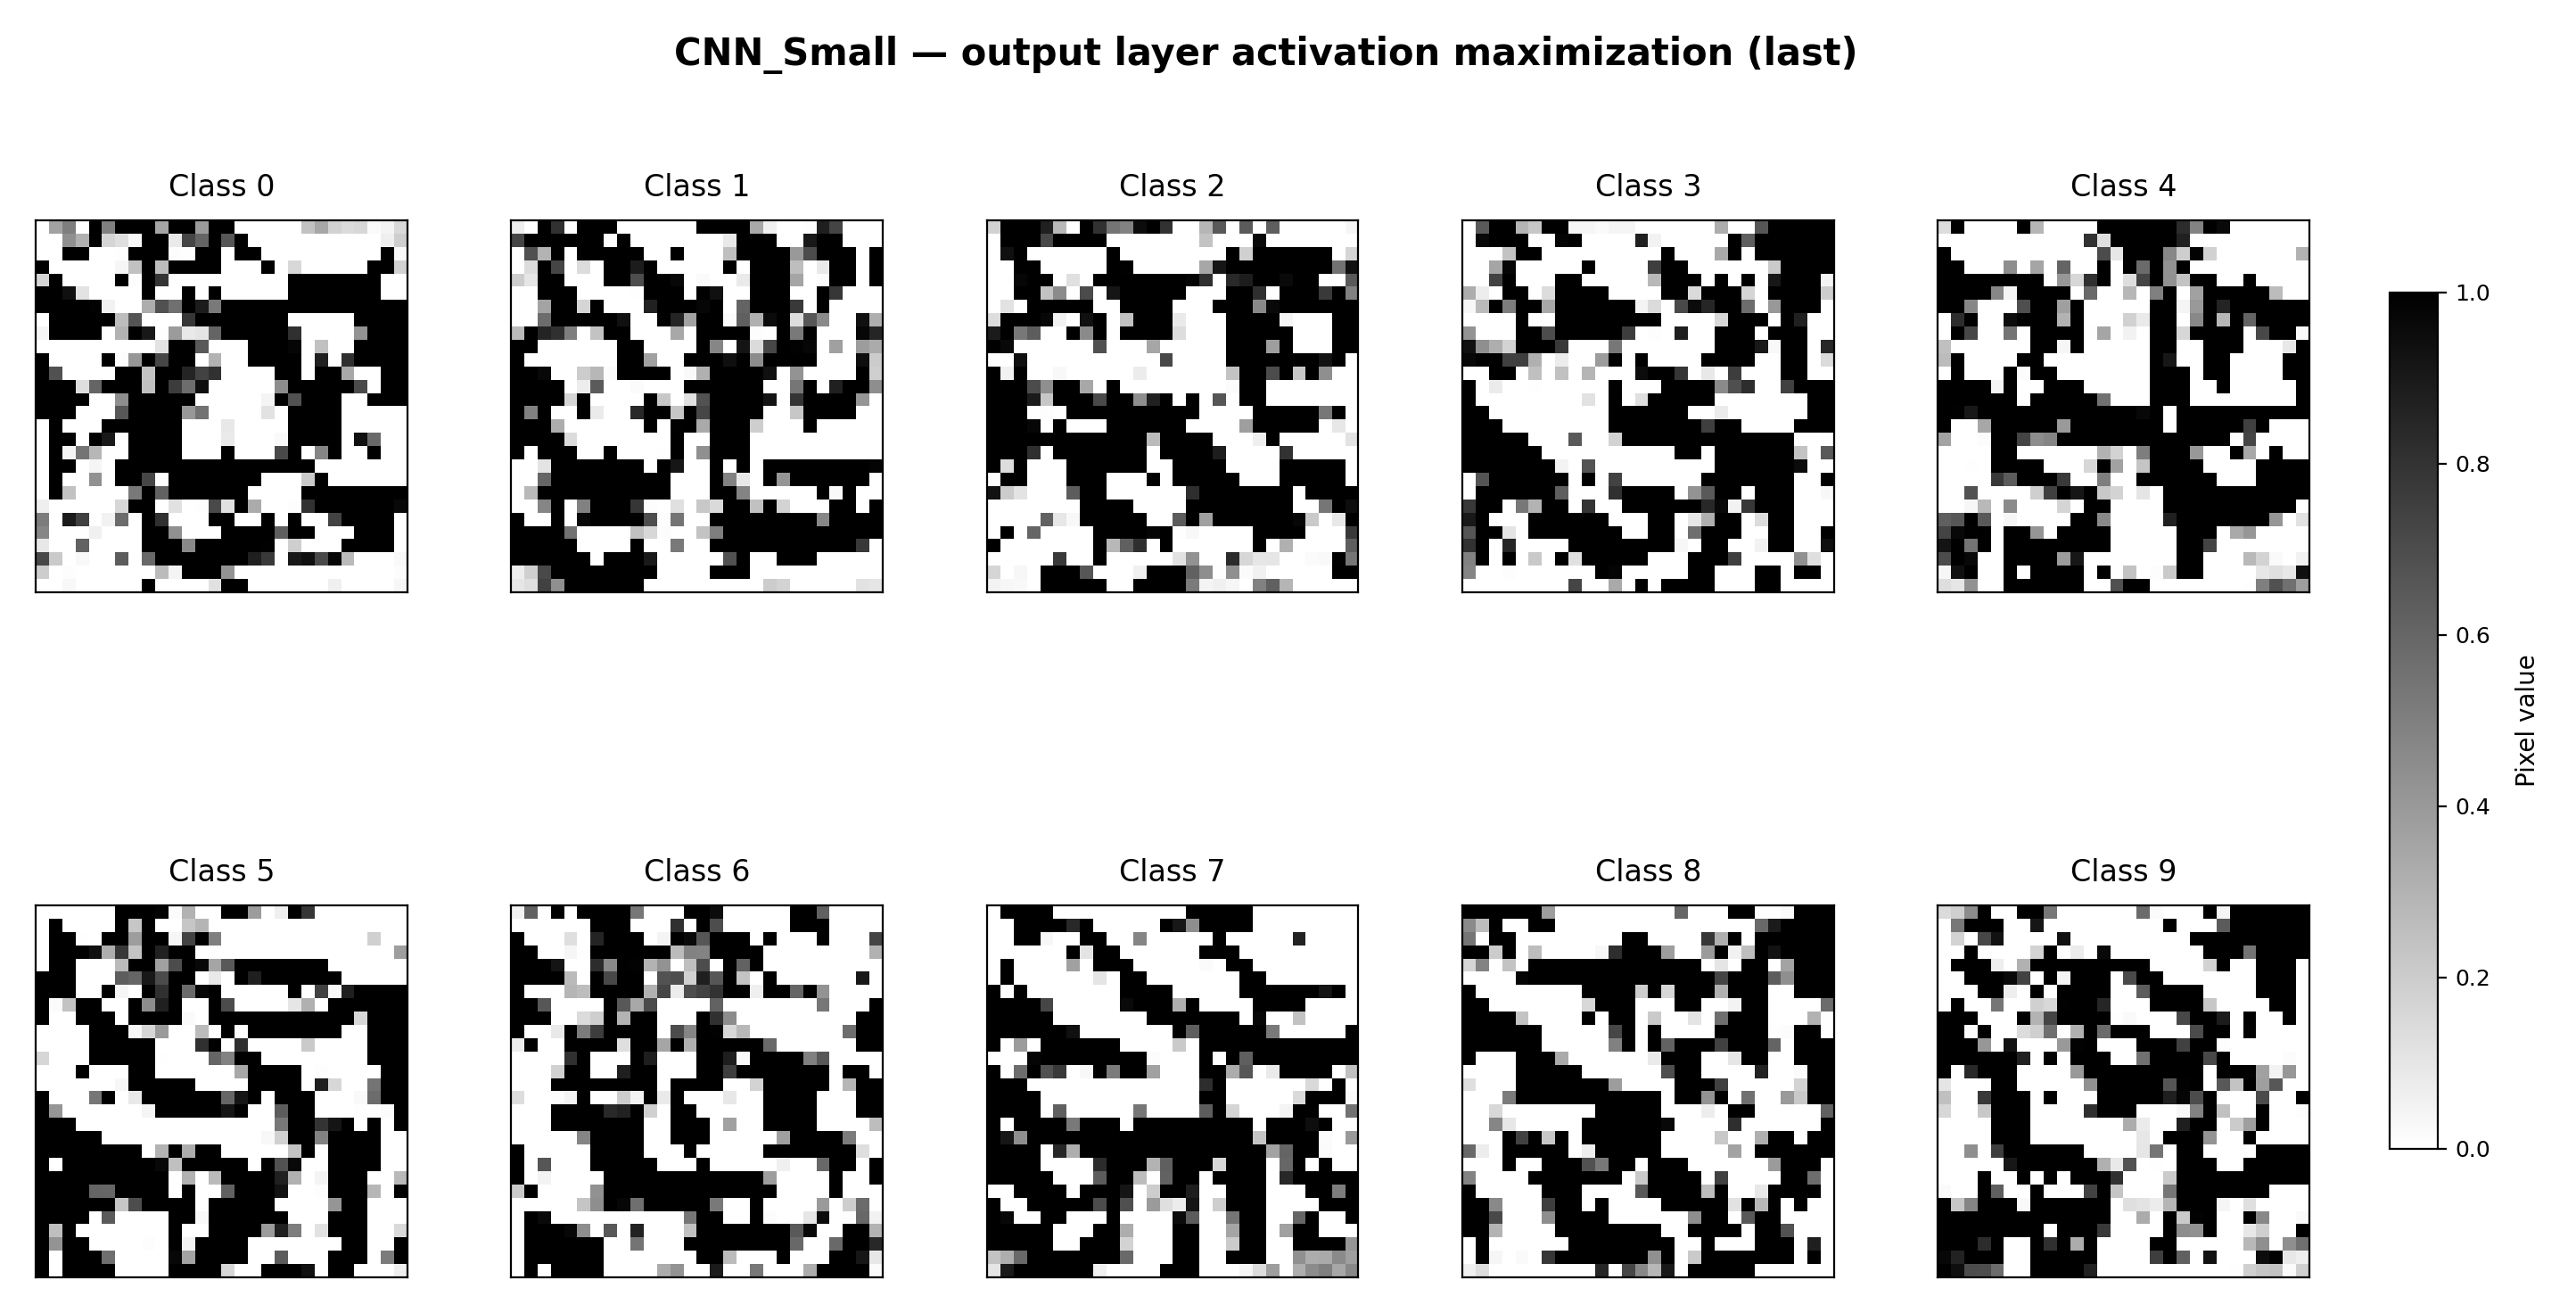 CNN_Small — output layer activation maximization (last)
Class 0 Class 1 Class 2 Class 3 Class 4
1.0
0.8
0.6
0.4
0.2
0.0
Pixel value
Class 5 Class 6 Class 7 Class 8 Class 9